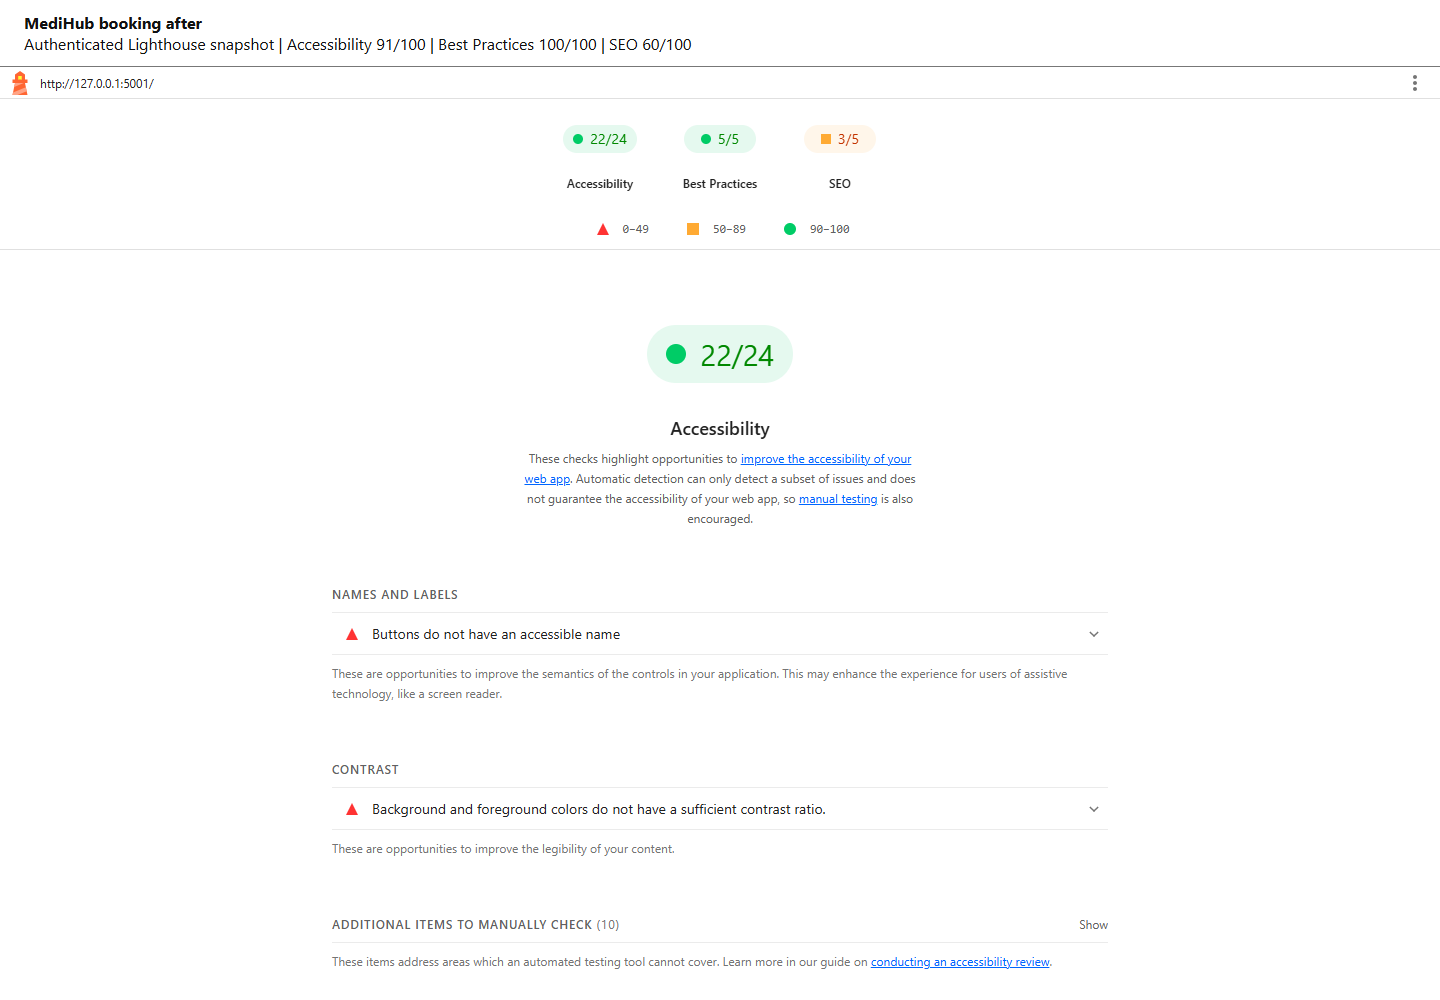 MediHub booking after
Authenticated Lighthouse snapshot | Accessibility 91/100 | Best Practices 100/100 | SEO 60/100
http://127.0.0.1:5001/
22/24 5/5 3/5
Accessibility Best Practices SEO
0–49 50–89 90–100
22/24
Accessibility
These checks highlight opportunities to improve the accessibility of your
web app. Automatic detection can only detect a subset of issues and does
not guarantee the accessibility of your web app, so manual testing is also
encouraged.
NAMES AND LABELS
Buttons do not have an accessible name
These are opportunities to improve the semantics of the controls in your application. This may enhance the experience for users of assistive
technology, like a screen reader.
CONTRAST
Background and foreground colors do not have a sufficient contrast ratio.
These are opportunities to improve the legibility of your content.
ADDITIONAL ITEMS TO MANUALLY CHECK (10) Show
These items address areas which an automated testing tool cannot cover. Learn more in our guide on conducting an accessibility review.